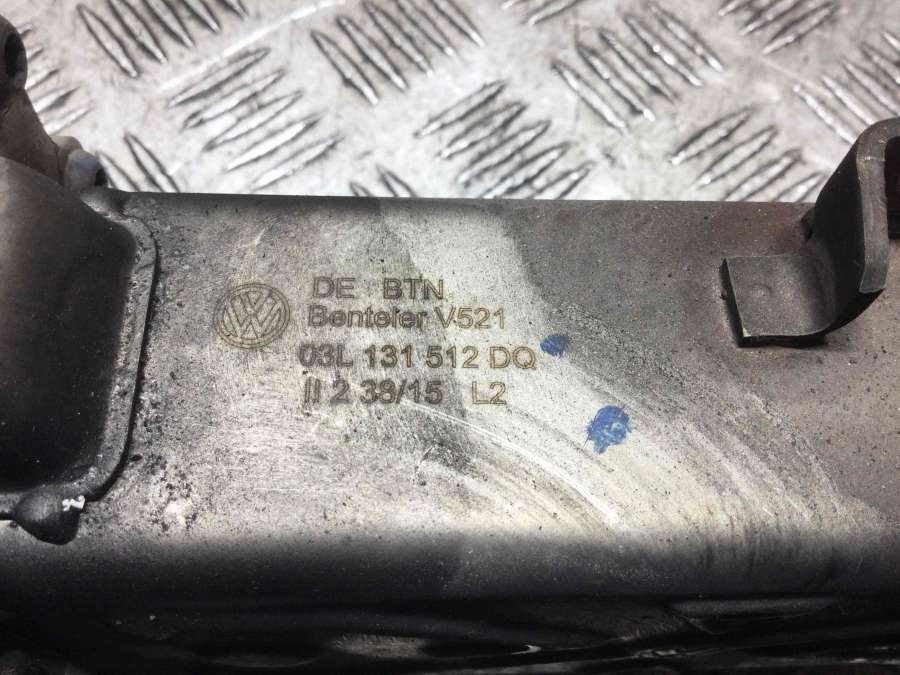 DE BTN
Benteler V521
03L 131 512 DQ
II 2 38/15 L2